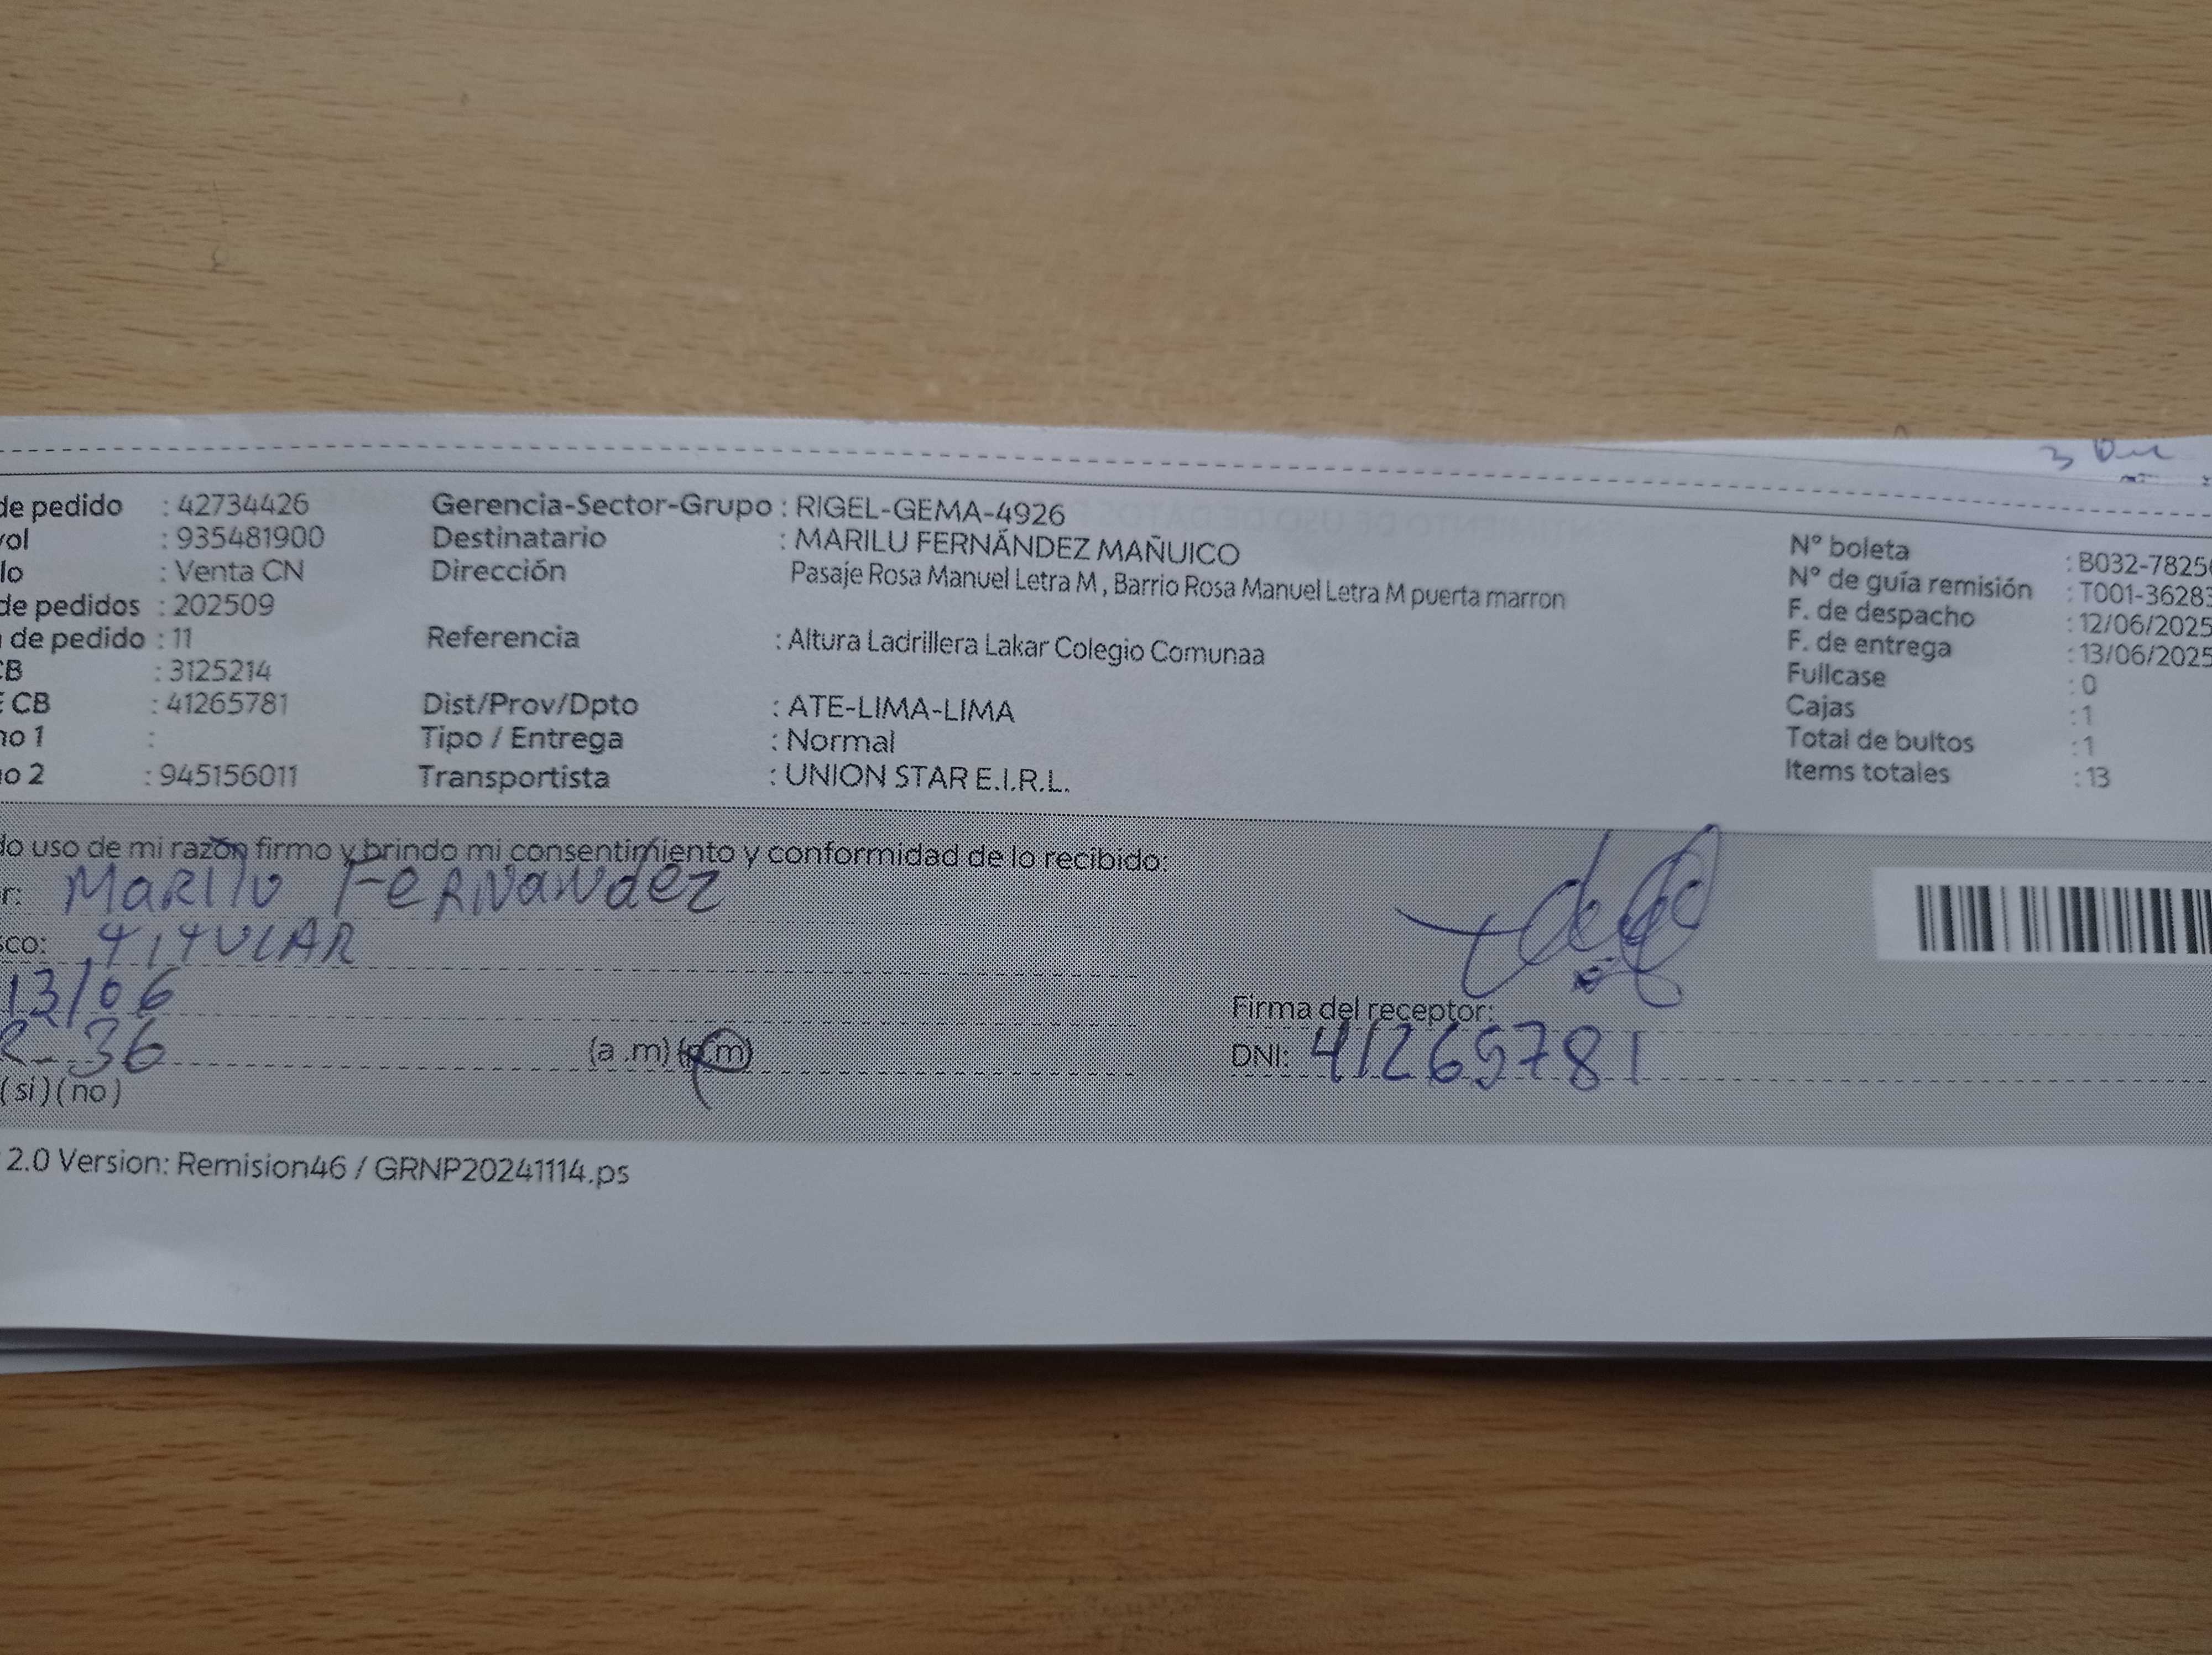 de pedido : 42734426 Gerencia-Sector-Grupo : RIGEL-GEMA-4926
vol : 935481900 Destinatario : MARILU FERNÁNDEZ MAÑUICO Nº boleta : B032-7825
lo : Venta CN Dirección Pasaje Rosa Manuel Letra M , Barrio Rosa Manuel Letra M puerta marron Nº de guía remisión : T001-3628
de pedidos : 202509 F. de despacho : 12/06/2025
de pedido : 11 Referencia : Altura Ladrillera Lakar Colegio Comunaa F. de entrega : 13/06/2025
CB : 3125214 Fullcase : 0
CB : 41265781 Dist/Prov/Dpto : ATE-LIMA-LIMA Cajas : 1
no 1 : Tipo / Entrega : Normal Total de bultos : 1
o 2 : 945156011 Transportista : UNION STAR E.I.R.L. Items totales : 13
do uso de mi razón firmo y brindo mi consentimiento y conformidad de lo recibido:
r: Marilu Fernandez
sco: TITULAR
13/06
Firma del receptor:
36 (a .m) (p.m) DNI: 41265781
(si) (no)
2.0 Version: Remision46 / GRNP20241114.ps